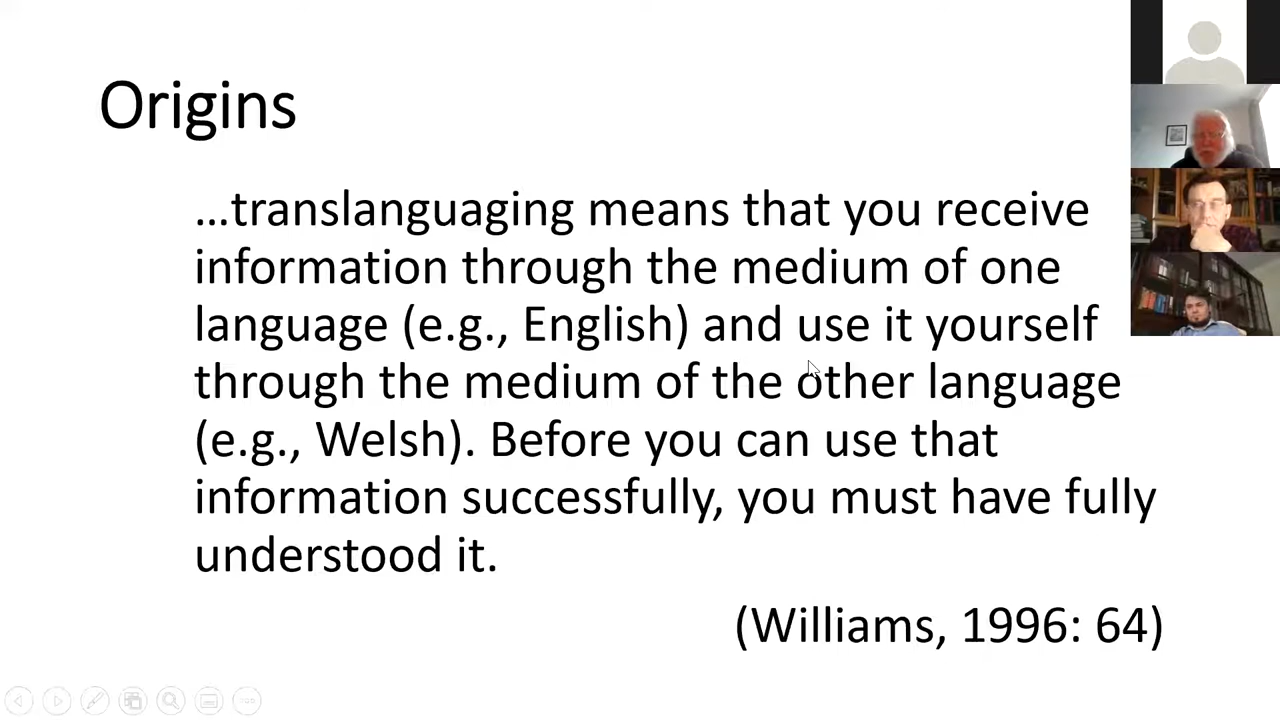 Origins
...translanguaging means that you receive
information through the medium of one
language (e.g., English) and use it yourself
through the medium of the other language
(e.g., Welsh). Before you can use that
information successfully, you must have fully
understood it.
(Williams, 1996: 64)